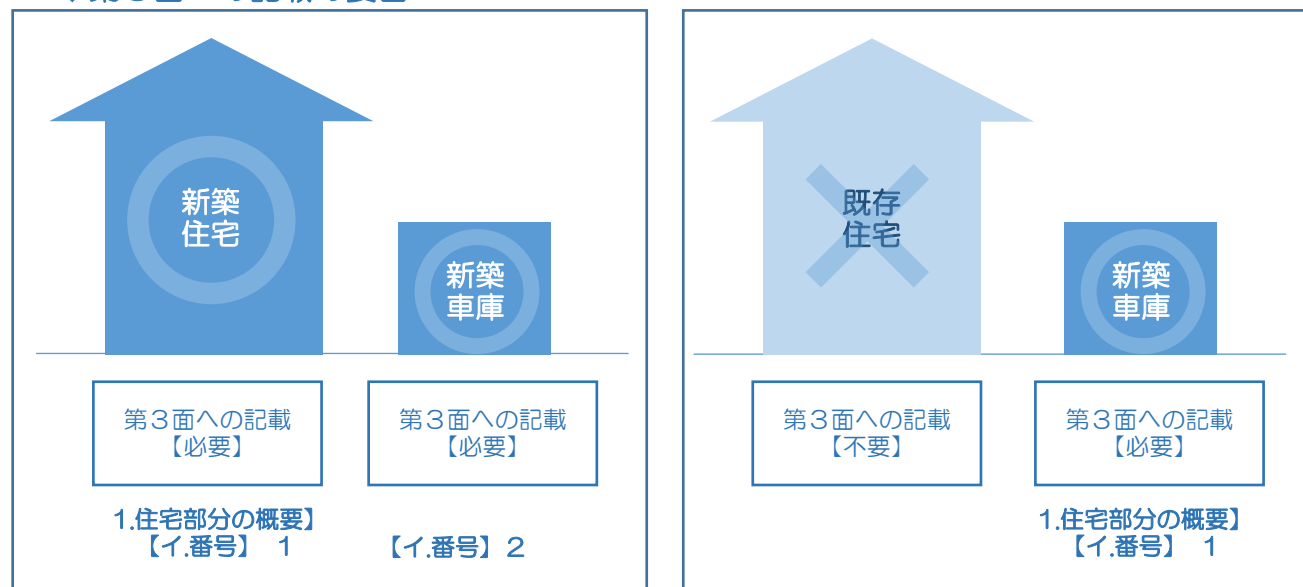 新築
住宅
新築
車庫
第３面への記載
【必要】
第３面への記載
【必要】
1.住宅部分の概要】
【イ.番号】 1
【イ.番号】2
既存
住宅
新築
車庫
第３面への記載
【不要】
第３面への記載
【必要】
1.住宅部分の概要】
【イ.番号】 1